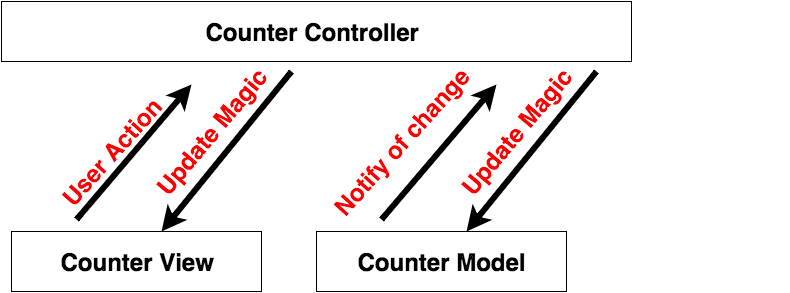 Counter Controller
User Action
Update Magic
Notify of change
Update Magic
Counter View
Counter Model